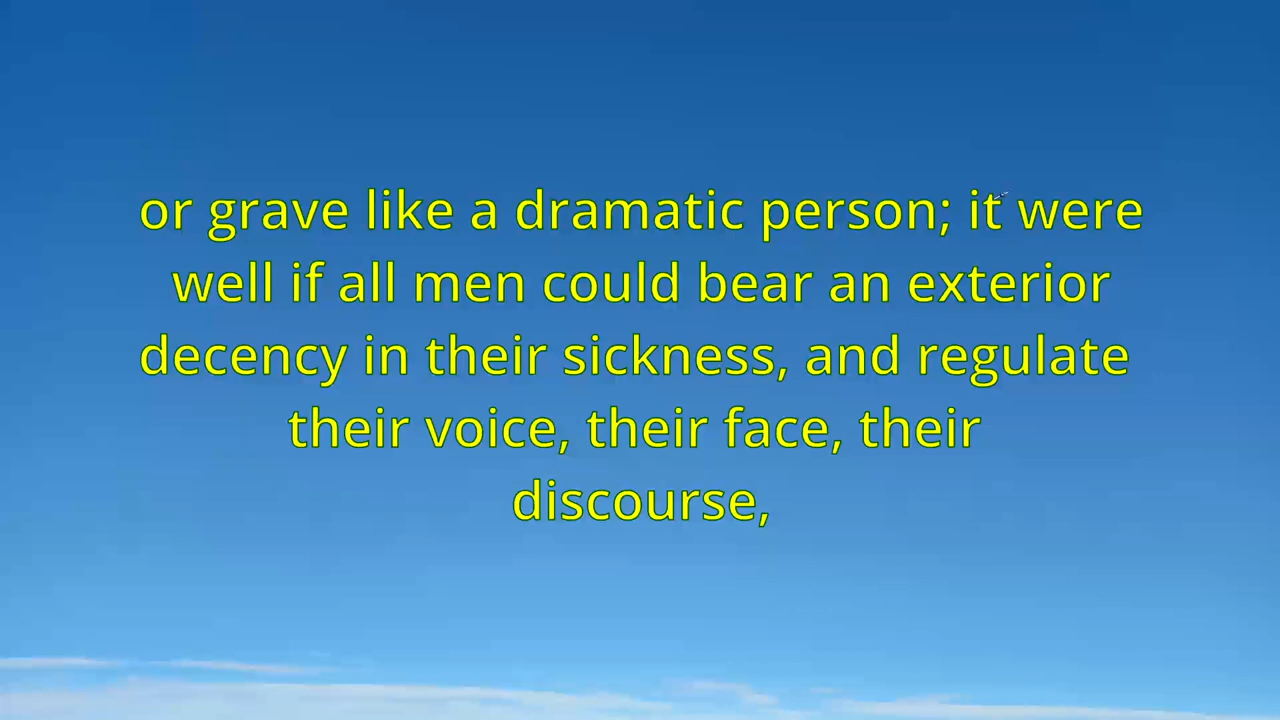 or grave like a dramatic person; it were
well if all men could bear an exterior
decency in their sickness, and regulate
their voice, their face, their
discourse,